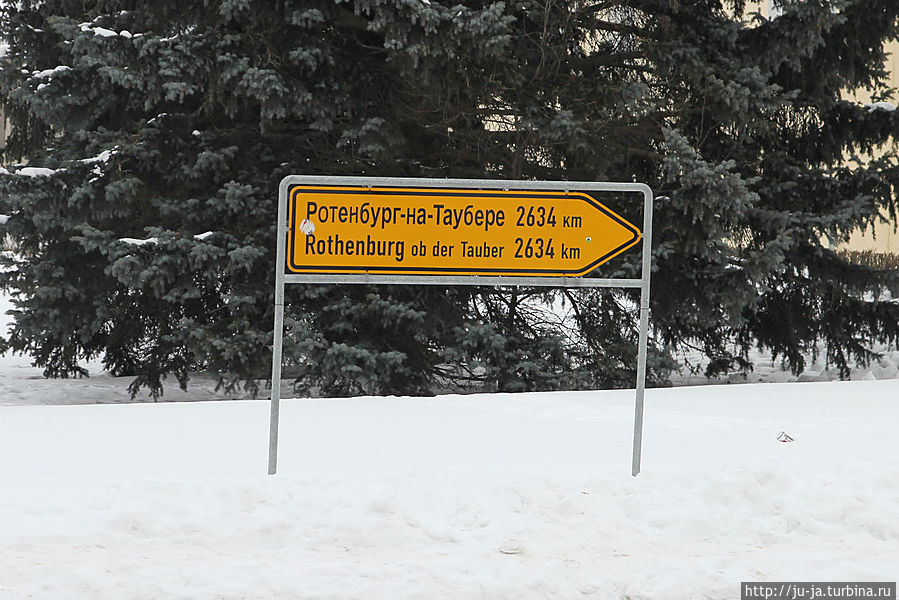 Ротенбург-на-Таубере 2634 km
Rothenburg ob der Tauber 2634 km
http://ju-ja.turbina.ru/